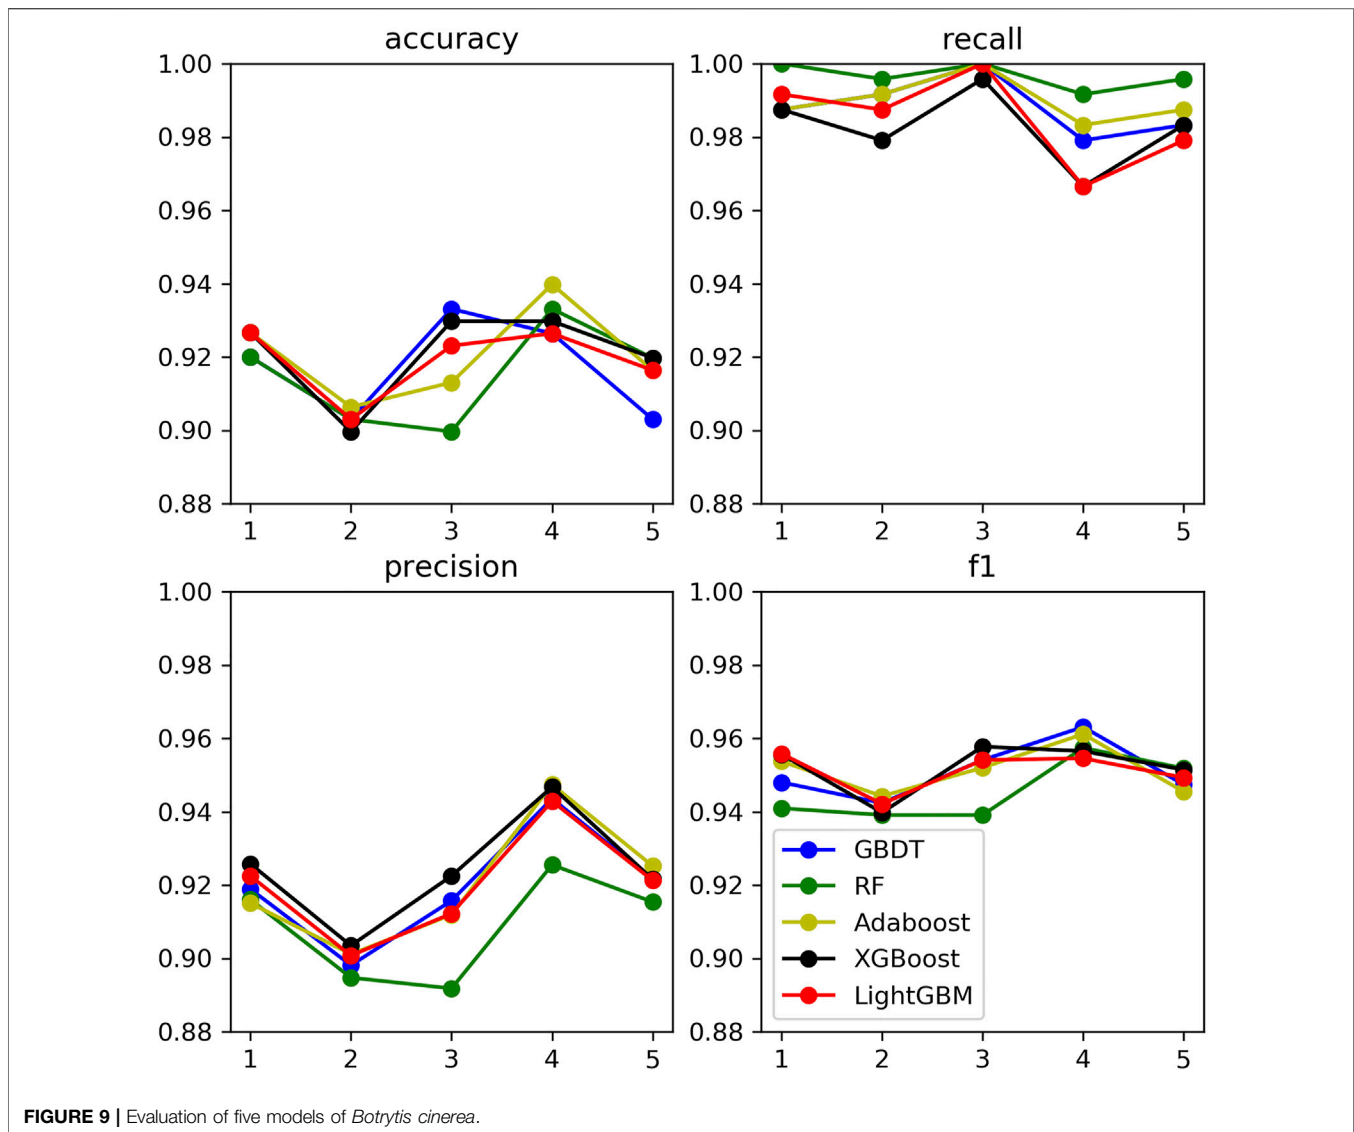 accuracy
1.00
0.98
0.96
0.94
0.92
0.90
0.88
1 2 3 4 5
recall
1.00
0.98
0.96
0.94
0.92
0.90
0.88
1 2 3 4 5
precision
1.00
0.98
0.96
0.94
0.92
0.90
0.88
1 2 3 4 5
f1
1.00
0.98
0.96
0.94
0.92
0.90
0.88
GBDT
RF
Adaboost
XGBoost
LightGBM
1 2 3 4 5
FIGURE 9 | Evaluation of five models of Botrytis cinerea.